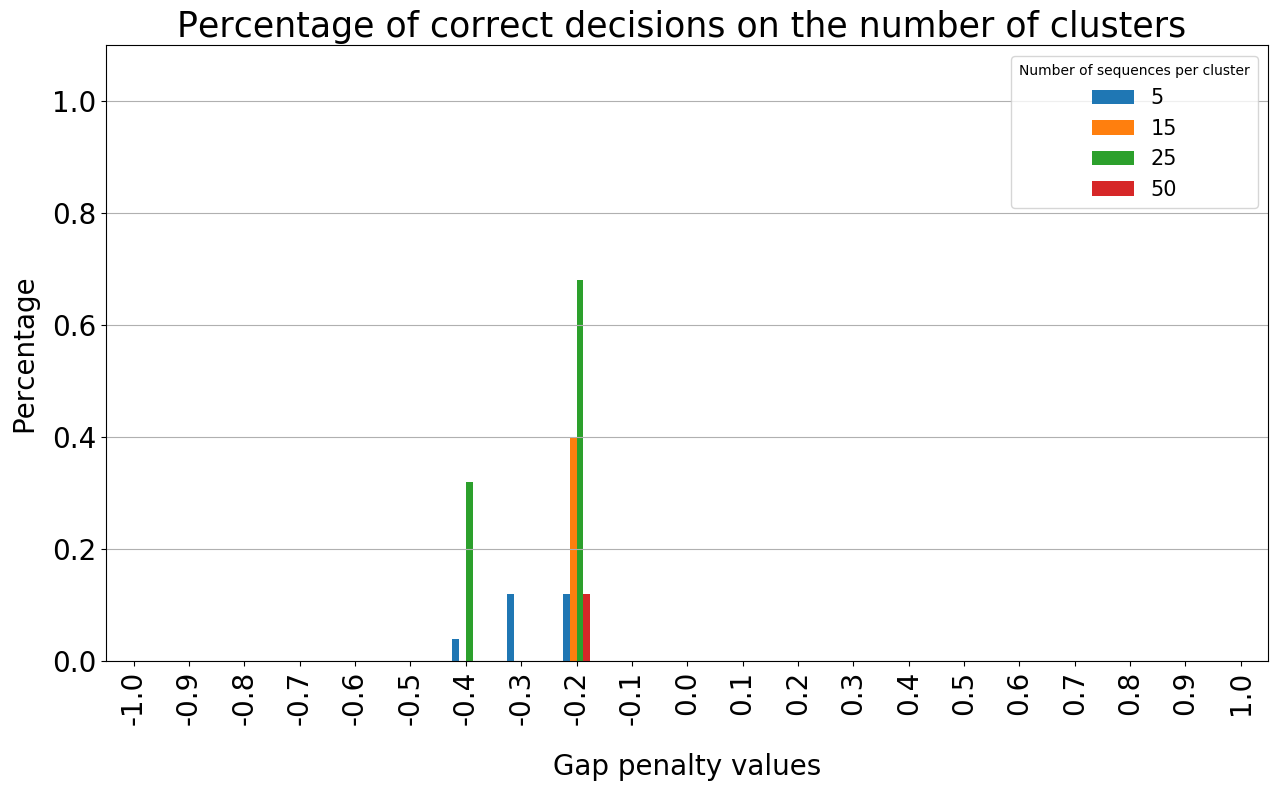 Percentage of correct decisions on the number of clusters
Number of sequences per cluster
5
15
25
50
Percentage
1.0
0.8
0.6
0.4
0.2
0.0
-1.0 -0.9 -0.8 -0.7 -0.6 -0.5 -0.4 -0.3 -0.2 -0.1 0.0 0.1 0.2 0.3 0.4 0.5 0.6 0.7 0.8 0.9 1.0
Gap penalty values